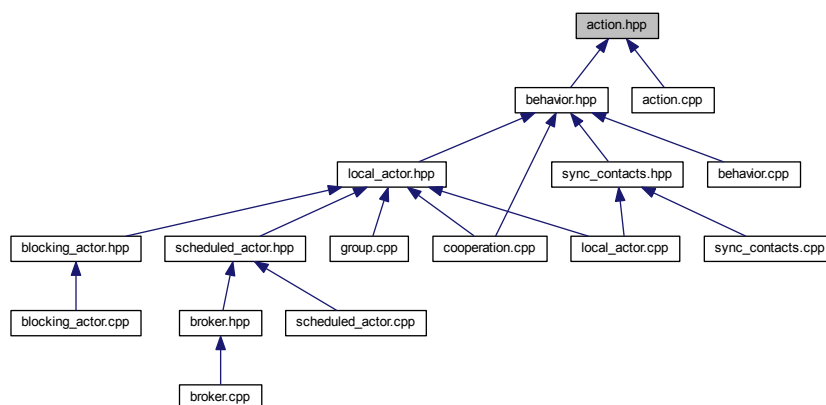 action.hpp
behavior.hpp
action.cpp
local_actor.hpp
sync_contacts.hpp
behavior.cpp
blocking_actor.hpp
scheduled_actor.hpp
group.cpp
cooperation.cpp
local_actor.cpp
sync_contacts.cpp
blocking_actor.cpp
broker.hpp
scheduled_actor.cpp
broker.cpp